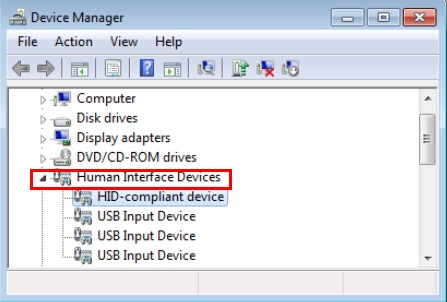 Device Manager
File Action View Help
Computer
Disk drives
Display adapters
DVD/CD-ROM drives
Human Interface Devices
HID-compliant device
USB Input Device
USB Input Device
USB Input Device